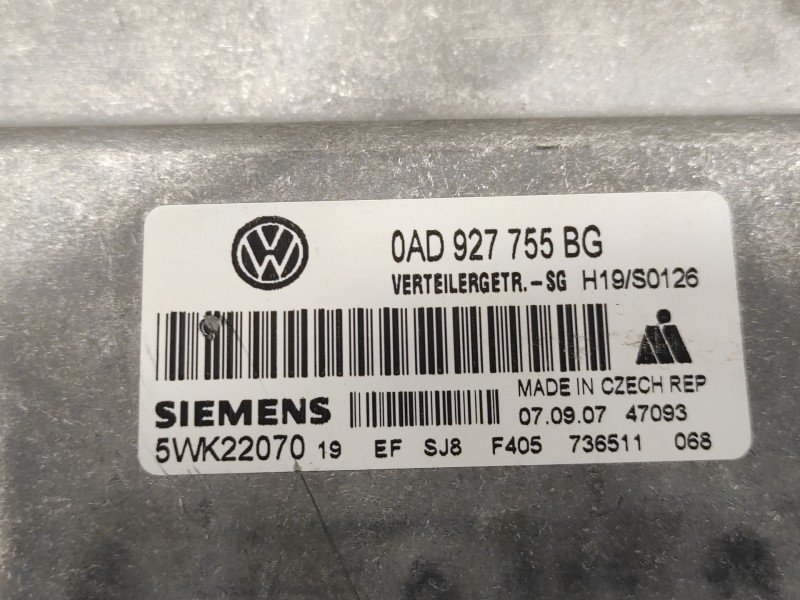 0AD 927 755 BG
VERTEILERGETR.-SG H19/S0126
MADE IN CZECH REP
SIEMENS 07.09.07 47093
5WK22070 19 EF SJ8 F405 736511 068